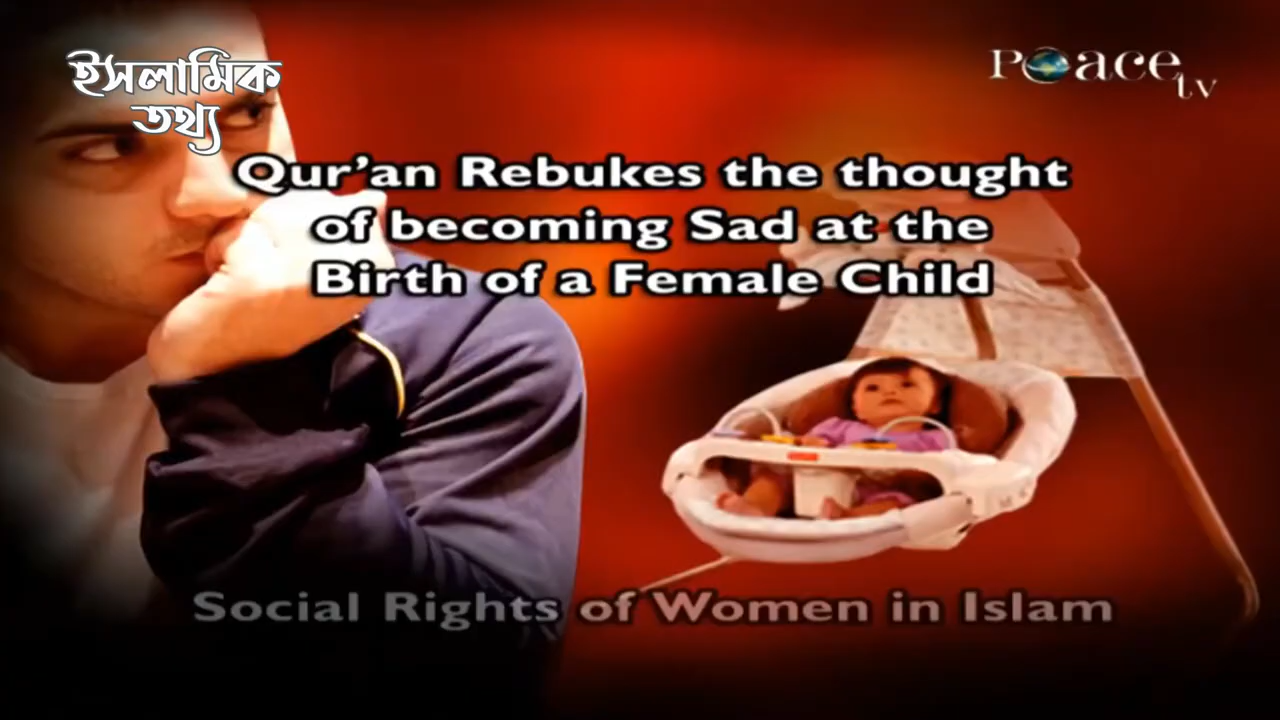 ইসলামিক
তথ্য
Peace
tv
Qur'an Rebukes the thought
of becoming Sad at the
Birth of a Female Child
Social Rights of Women in Islam